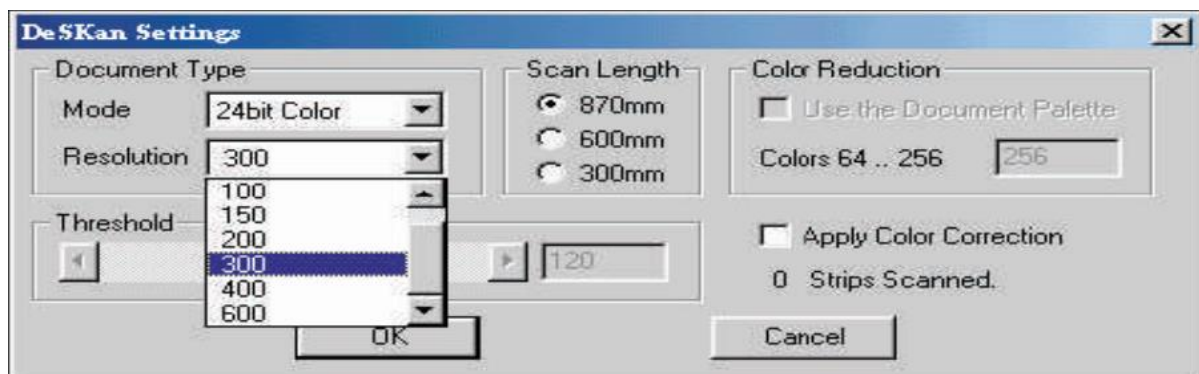 DeSKan Settings
Document Type
Mode
24bit Color
Resolution
300
100
150
200
300
400
600
Scan Length
870mm
600mm
300mm
Color Reduction
Use the Document Palette
Colors 64 .. 256
256
Threshold
120
Apply Color Correction
0 Strips Scanned.
OK
Cancel